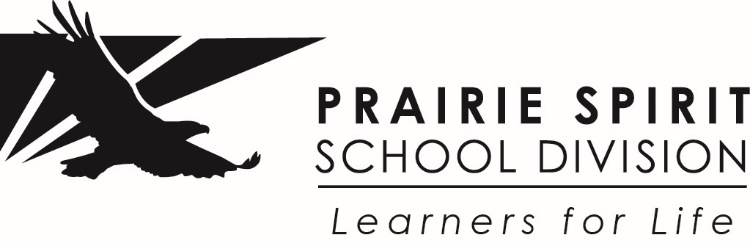 PRAIRIE SPIRIT
SCHOOL DIVISION
Learners for Life